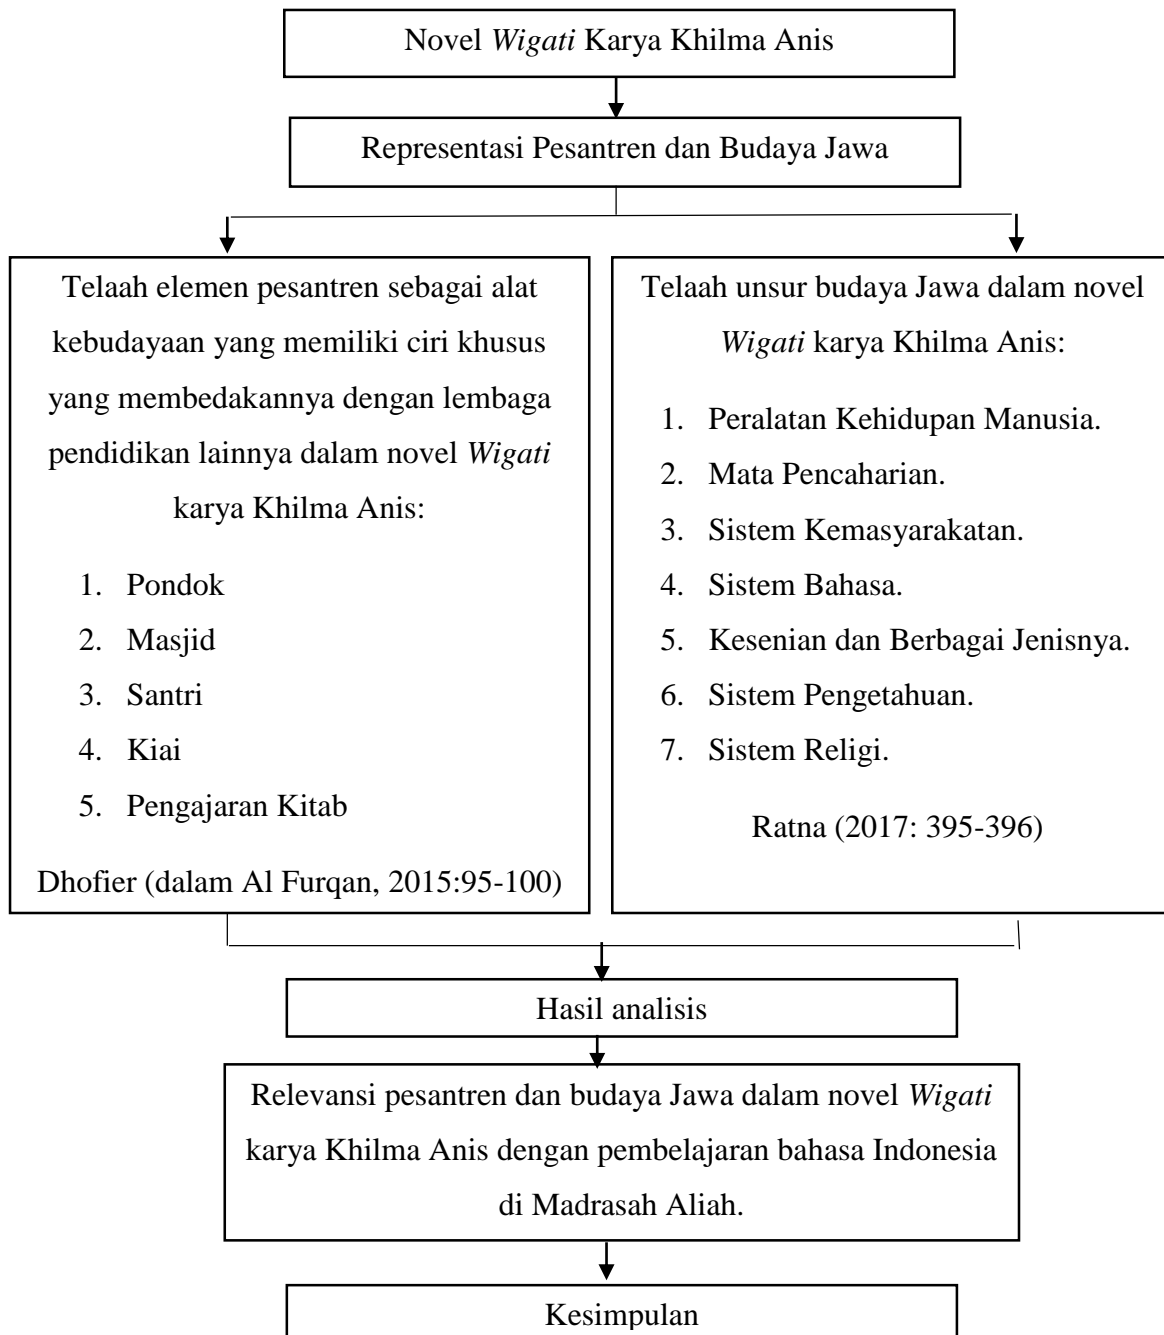 Novel Wigati Karya Khilma Anis
Representasi Pesantren dan Budaya Jawa
Telaah elemen pesantren sebagai alat
kebudayaan yang memiliki ciri khusus
yang membedakannya dengan lembaga
pendidikan lainnya dalam novel Wigati
karya Khilma Anis:
1. Pondok
2. Masjid
3. Santri
4. Kiai
5. Pengajaran Kitab
Dhofier (dalam Al Furqan, 2015:95-100)
Telaah unsur budaya Jawa dalam novel
Wigati karya Khilma Anis:
1. Peralatan Kehidupan Manusia.
2. Mata Pencaharian.
3. Sistem Kemasyarakatan.
4. Sistem Bahasa.
5. Kesenian dan Berbagai Jenisnya.
6. Sistem Pengetahuan.
7. Sistem Religi.
Ratna (2017: 395-396)
Hasil analisis
Relevansi pesantren dan budaya Jawa dalam novel Wigati
karya Khilma Anis dengan pembelajaran bahasa Indonesia
di Madrasah Aliah.
Kesimpulan